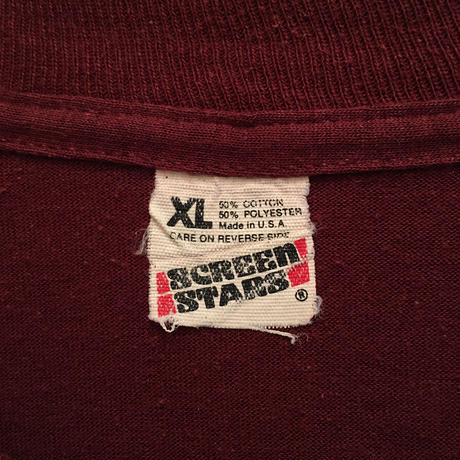 XL
50% COTTON
50% POLYESTER
Made in U.S.A
CARE ON REVERSE SIDE
SCREEN
STARS
®